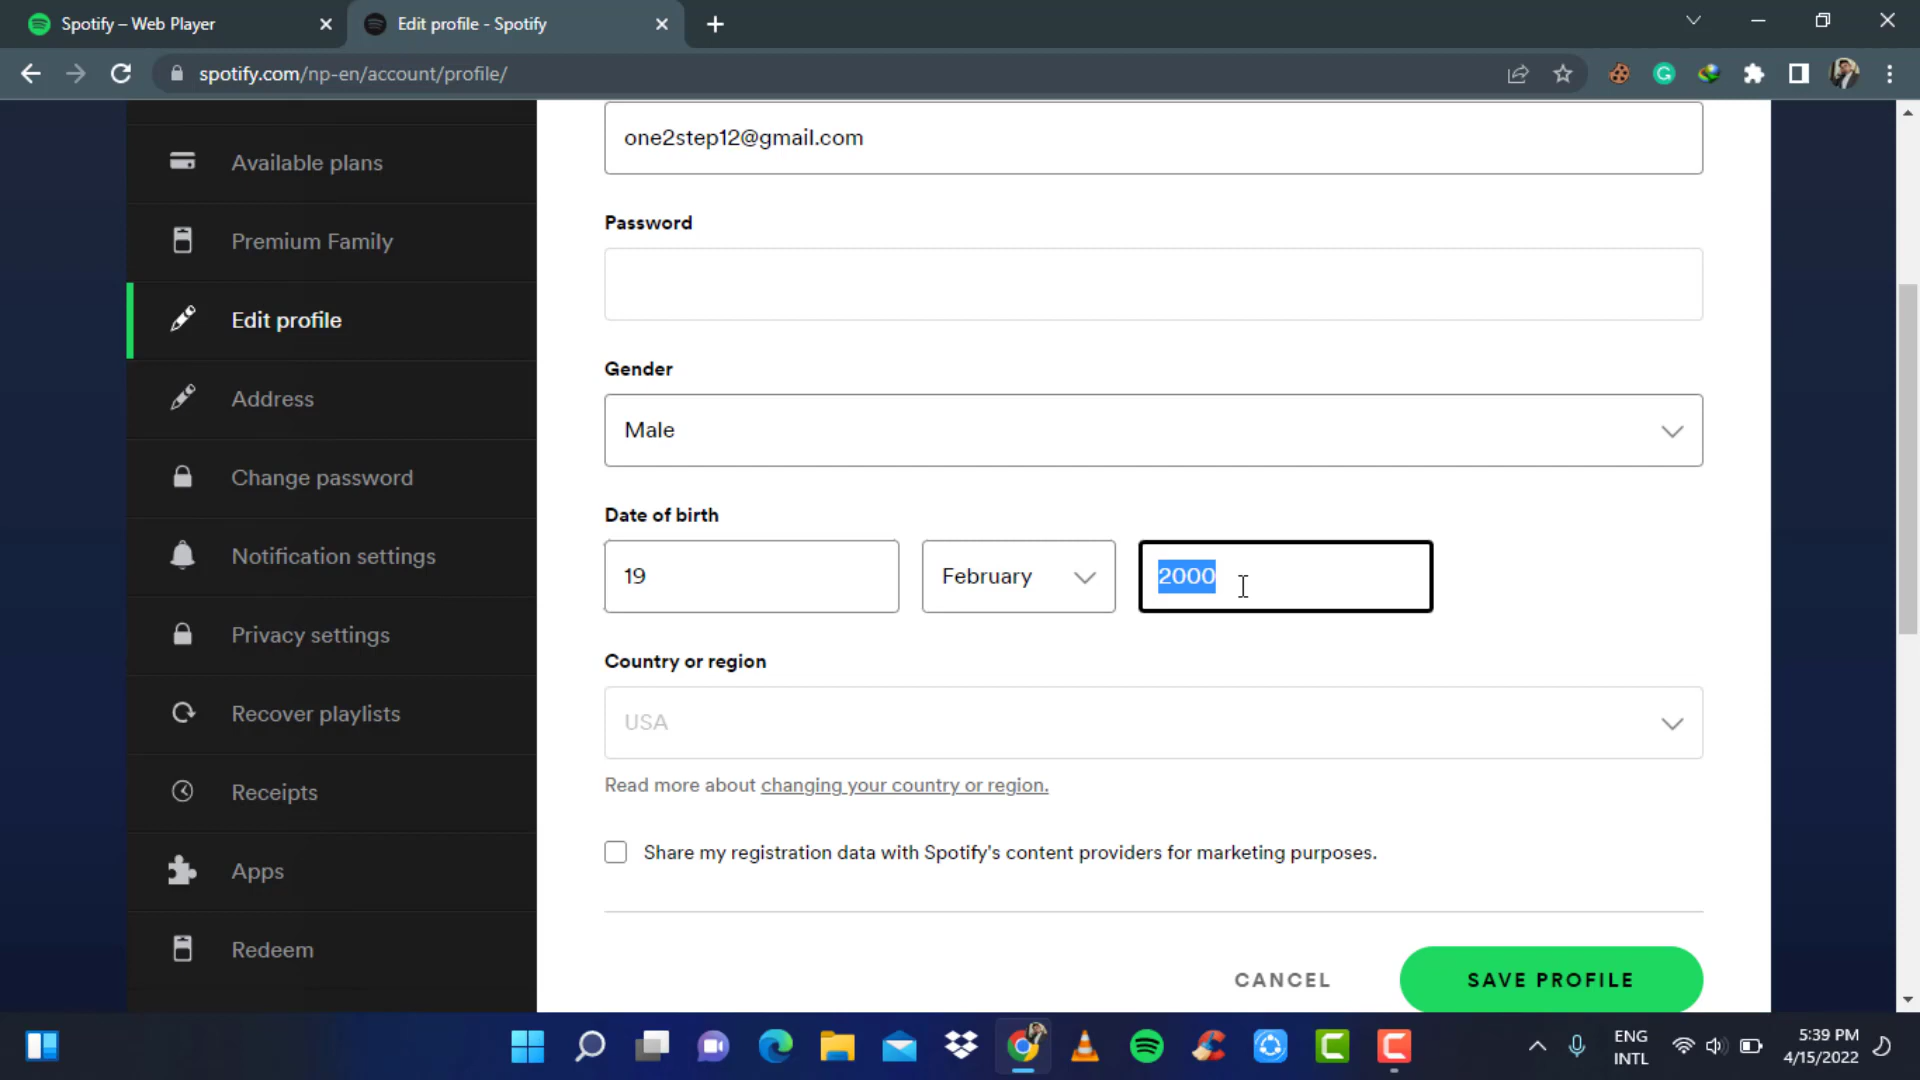 Spotify – Web Player
Edit profile - Spotify
spotify.com/np-en/account/profile/
Available plans
Premium Family
Edit profile
Address
Change password
Notification settings
Privacy settings
Recover playlists
Receipts
Apps
Redeem
one2step12@gmail.com
Password
Gender
Male
Date of birth
19 February 2000
Country or region
USA
Read more about changing your country or region.
Share my registration data with Spotify's content providers for marketing purposes.
CANCEL SAVE PROFILE
ENG
INTL
5:39 PM
4/15/2022